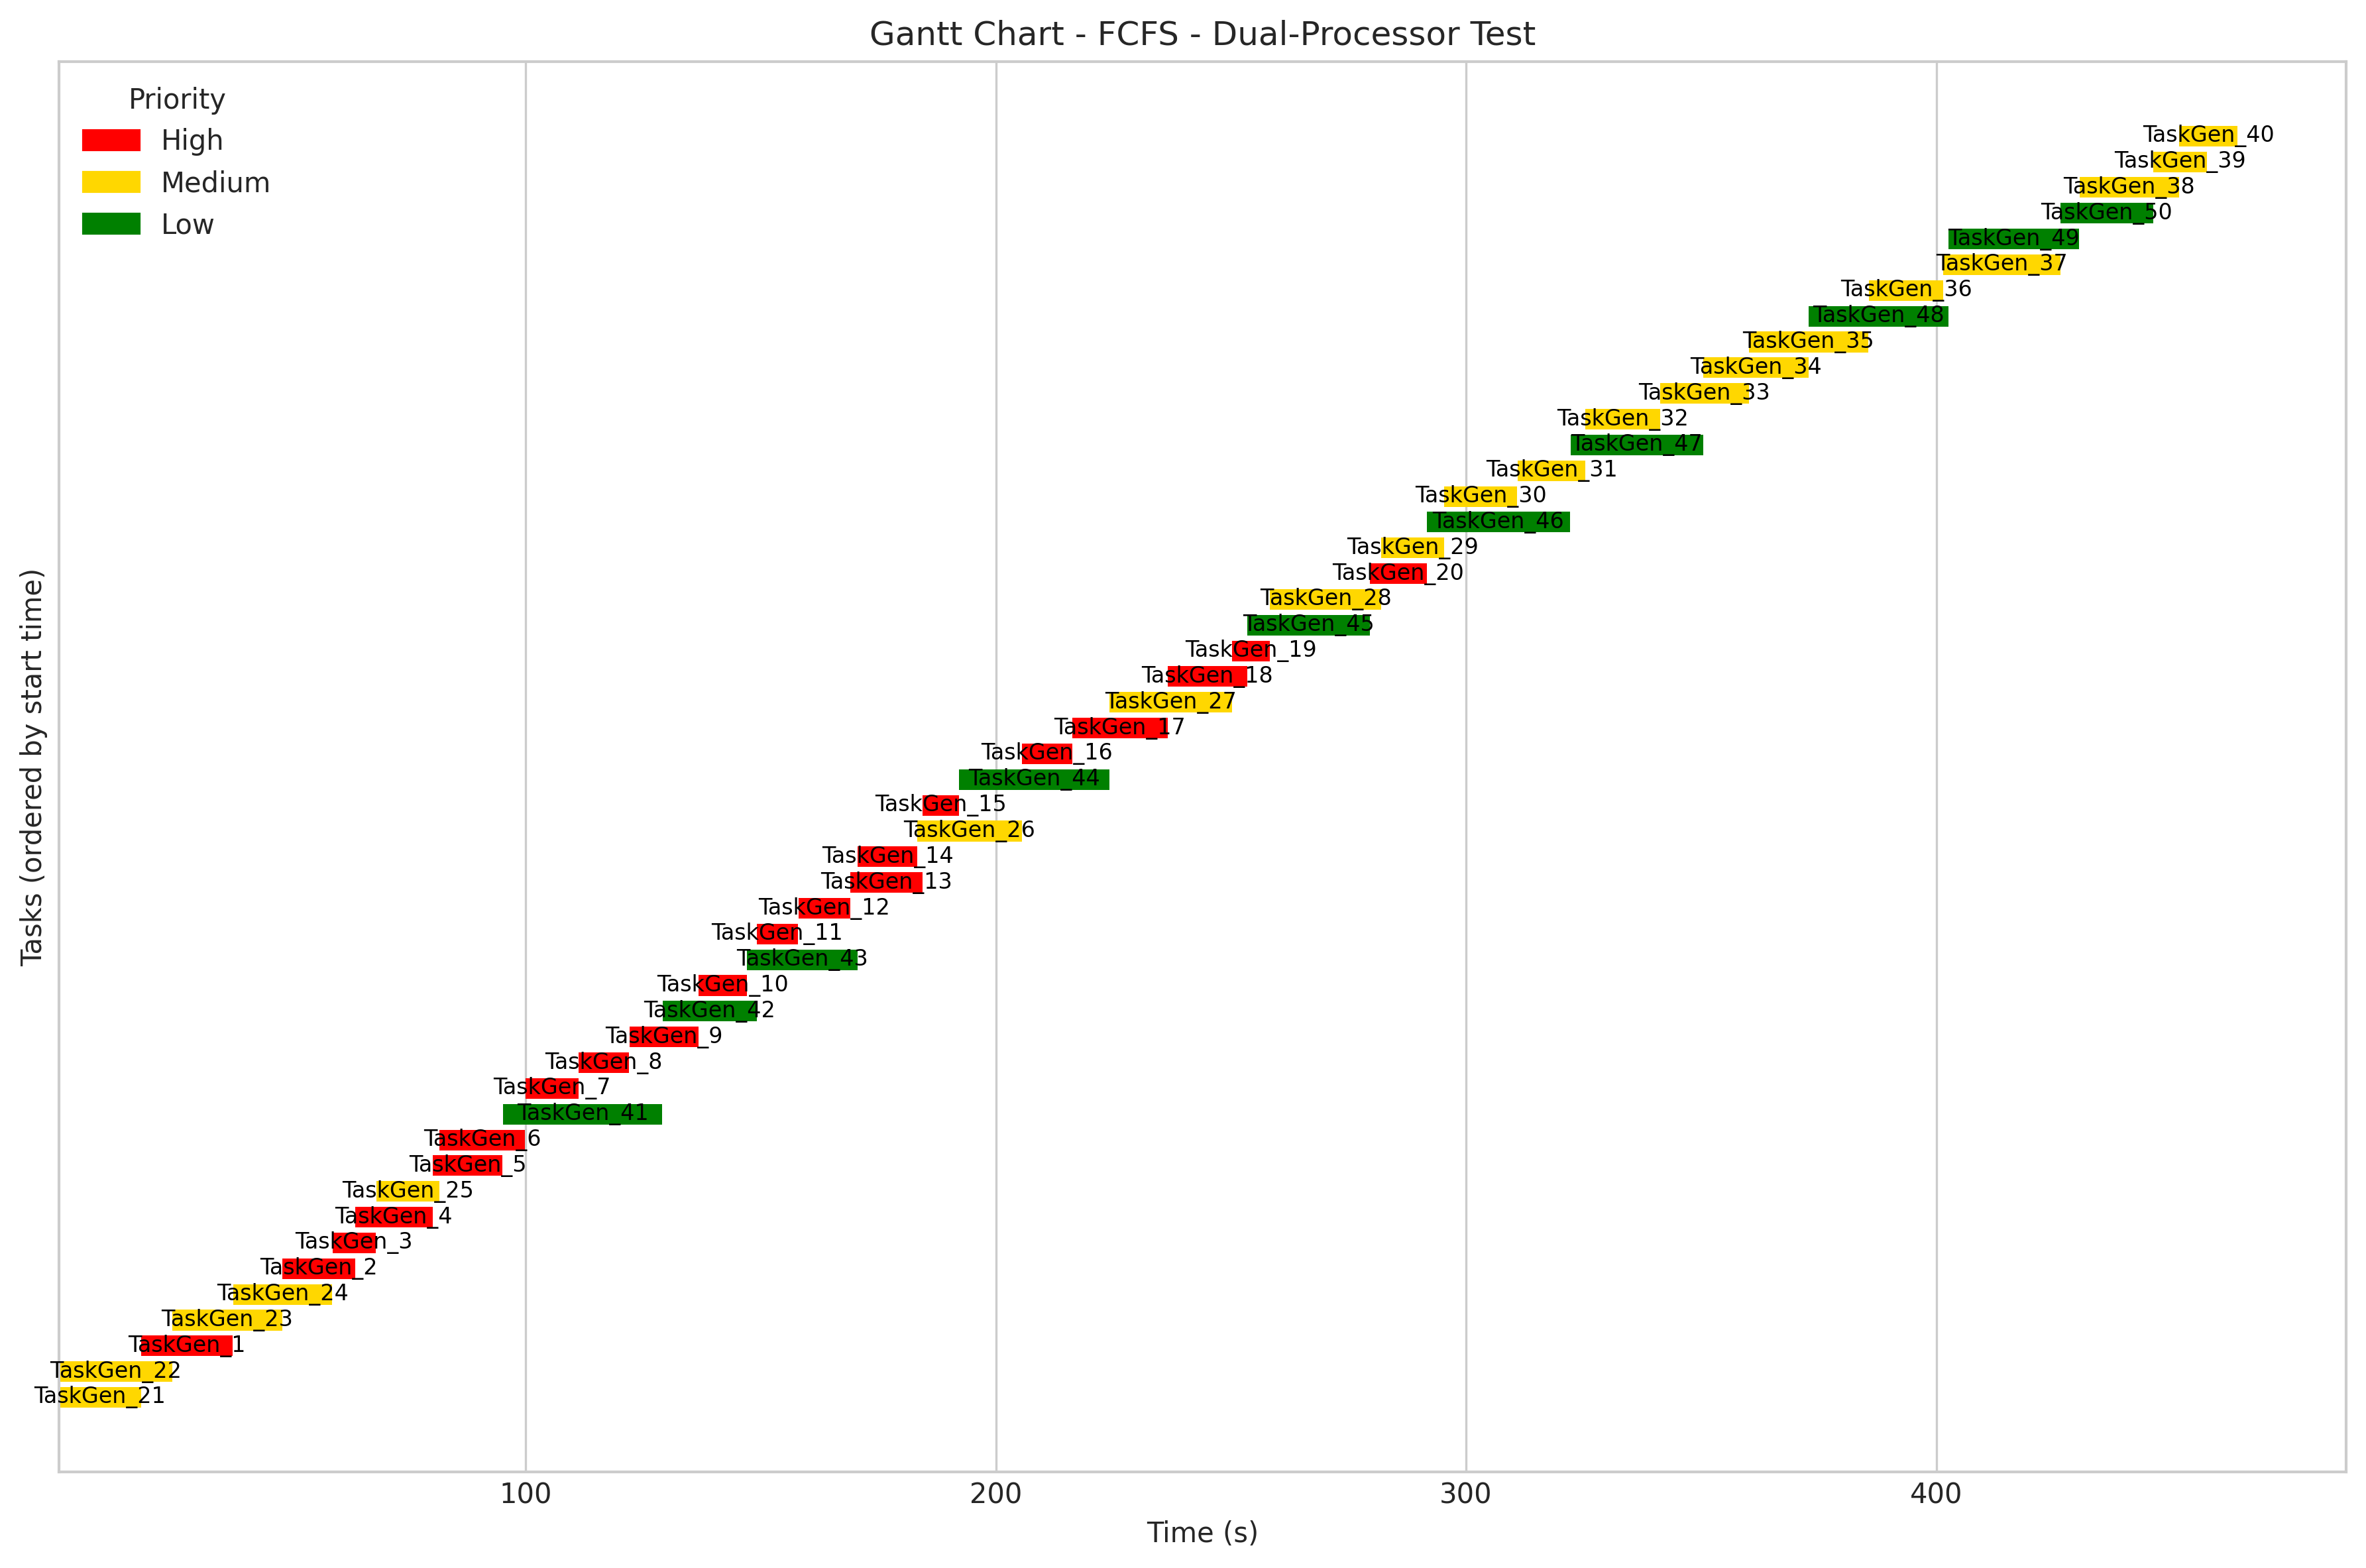 Gantt Chart - FCFS - Dual-Processor Test
Priority
High
Medium
Low
TaskGen_40
TaskGen_39
TaskGen_38
TaskGen_50
TaskGen_49
TaskGen_37
TaskGen_36
TaskGen_48
TaskGen_35
TaskGen_34
TaskGen_33
TaskGen_32
TaskGen_47
TaskGen_31
TaskGen_30
TaskGen_46
TaskGen_29
TaskGen_20
TaskGen_28
TaskGen_45
TaskGen_19
TaskGen_18
TaskGen_27
TaskGen_17
TaskGen_16
TaskGen_44
TaskGen_15
TaskGen_26
TaskGen_14
TaskGen_13
TaskGen_12
TaskGen_11
TaskGen_43
TaskGen_10
TaskGen_42
TaskGen_9
TaskGen_8
TaskGen_7
TaskGen_41
TaskGen_6
TaskGen_5
TaskGen_25
TaskGen_4
TaskGen_3
TaskGen_2
TaskGen_24
TaskGen_23
TaskGen_1
TaskGen_22
TaskGen_21
Tasks (ordered by start time)
100 200 300 400
Time (s)